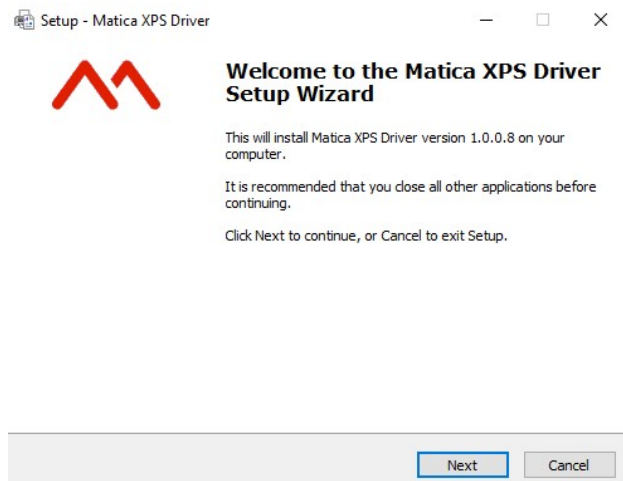 Setup - Matica XPS Driver
Welcome to the Matica XPS Driver
Setup Wizard
This will install Matica XPS Driver version 1.0.0.8 on your
computer.
It is recommended that you close all other applications before
continuing.
Click Next to continue, or Cancel to exit Setup.
Next
Cancel